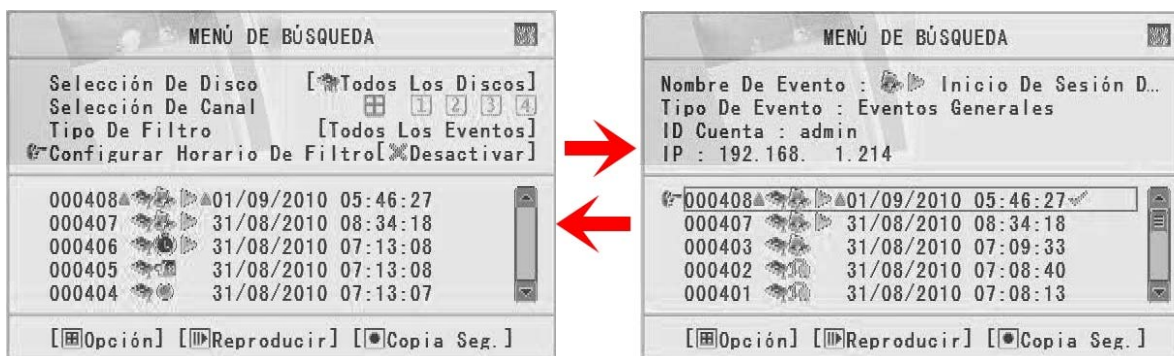 MENÚ DE BÚSQUEDA
Selección De Disco [Todos Los Discos]
Selección De Canal 1 2 3 4
Tipo De Filtro [Todos Los Eventos]
Configurar Horario De Filtro[Desactivar]
000408 01/09/2010 05:46:27
000407 31/08/2010 08:34:18
000406 31/08/2010 07:13:08
000405 31/08/2010 07:13:08
000404 31/08/2010 07:13:07
[Opción] [Reproducir] [Copia Seg.]
MENÚ DE BÚSQUEDA
Nombre De Evento : Inicio De Sesión D...
Tipo De Evento : Eventos Generales
ID Cuenta : admin
IP : 192.168. 1.214
000408 01/09/2010 05:46:27
000407 31/08/2010 08:34:18
000403 31/08/2010 07:09:33
000402 31/08/2010 07:08:40
000401 31/08/2010 07:08:13
[Opción] [Reproducir] [Copia Seg.]